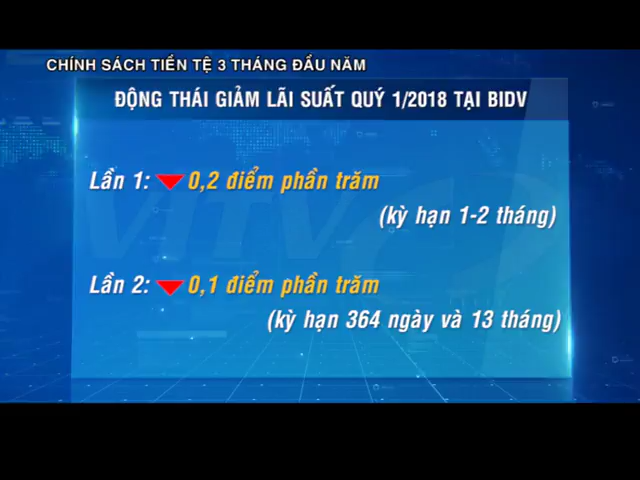 CHÍNH SÁCH TIỀN TỆ 3 THÁNG ĐẦU NĂM
ĐỘNG THÁI GIẢM LÃI SUẤT QUÝ 1/2018 TẠI BIDV
Lần 1: 0,2 điểm phần trăm
(kỳ hạn 1-2 tháng)
Lần 2: 0,1 điểm phần trăm
(kỳ hạn 364 ngày và 13 tháng)
VITV